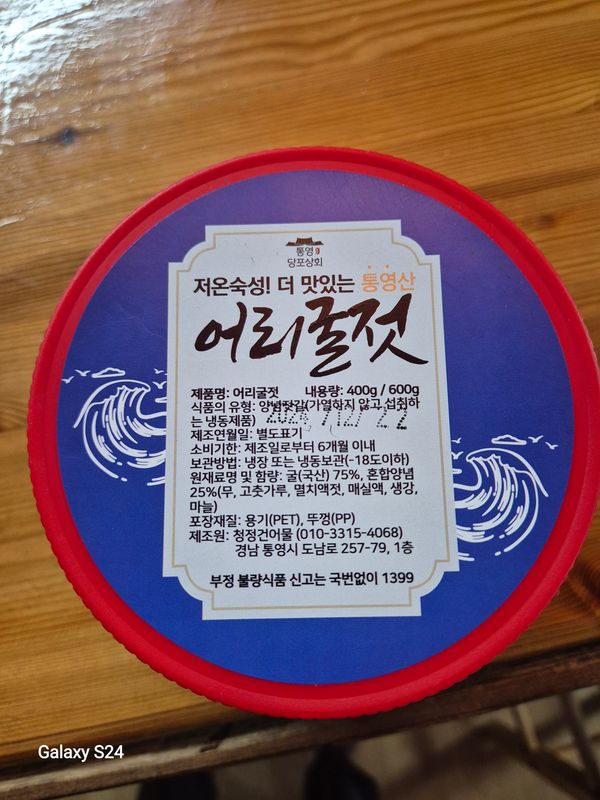 통영
당포상회
저온숙성! 더 맛있는 통영산
어리굴젓
제품명: 어리굴젓 내용량: 400g / 600g
식품의 유형: 양념젓갈(가열하지 않고 섭취하
는 냉동제품)
제조연월일: 별도표기
소비기한: 제조일로부터 6개월 이내
보관방법: 냉장 또는 냉동보관(-18도이하)
원재료명 및 함량: 굴(국산) 75%, 혼합양념
25%(무, 고춧가루, 멸치액젓, 매실액, 생강,
마늘)
포장재질: 용기(PET), 뚜껑(PP)
제조원: 청정건어물 (010-3315-4068)
경남 통영시 도남로 257-79, 1층
부정 불량식품 신고는 국번없이 1399
Galaxy S24